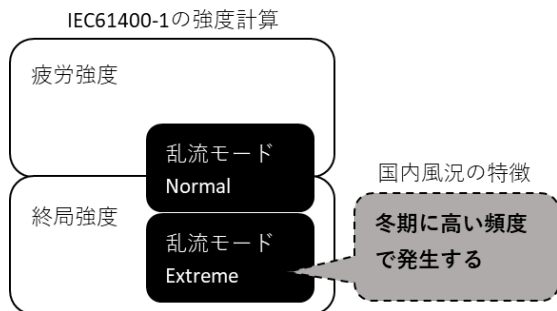 IEC61400-1の強度計算
疲労強度
乱流モード
Normal
終局強度
乱流モード
Extreme
国内風況の特徴
冬期に高い頻度
で発生する